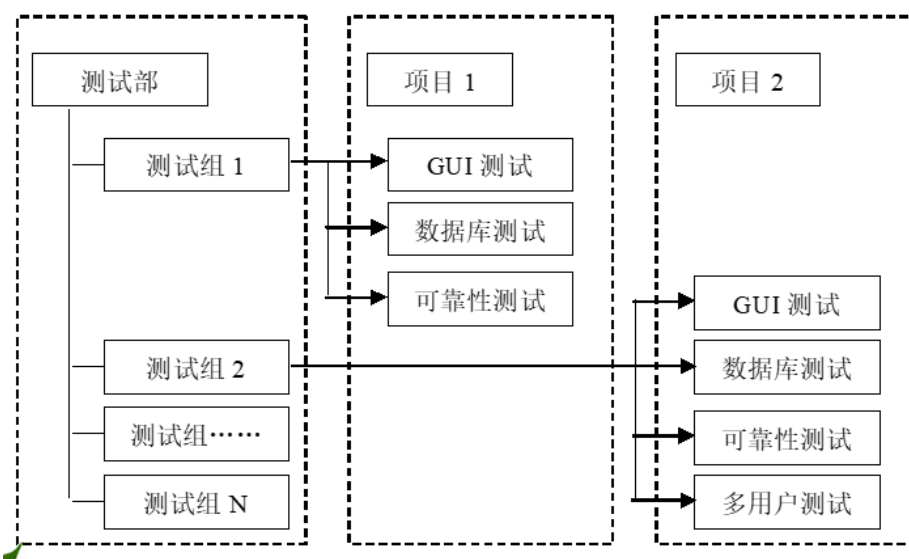 测试部
测试组 1
测试组 2
测试组……
测试组 N
项目 1
GUI 测试
数据库测试
可靠性测试
项目 2
GUI 测试
数据库测试
可靠性测试
多用户测试